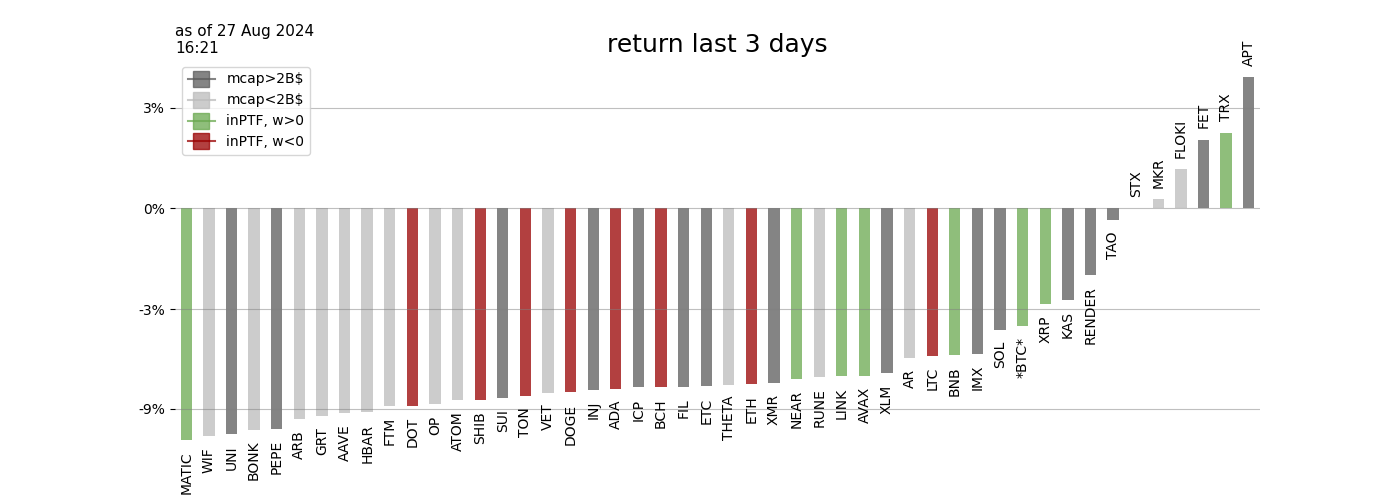 as of 27 Aug 2024
16:21
return last 3 days
mcap>2B$
mcap<2B$
inPTF, w>0
inPTF, w<0
3%
0%
-3%
-9%
MATIC
WIF
UNI
BONK
PEPE
ARB
GRT
AAVE
HBAR
FTM
DOT
OP
ATOM
SHIB
SUI
TON
VET
DOGE
INJ
ADA
ICP
BCH
FIL
ETC
THETA
ETH
XMR
NEAR
RUNE
LINK
AVAX
XLM
AR
LTC
BNB
IMX
SOL
*BTC*
XRP
KAS
RENDER
TAO
STX
MKR
FLOKI
FET
TRX
APT